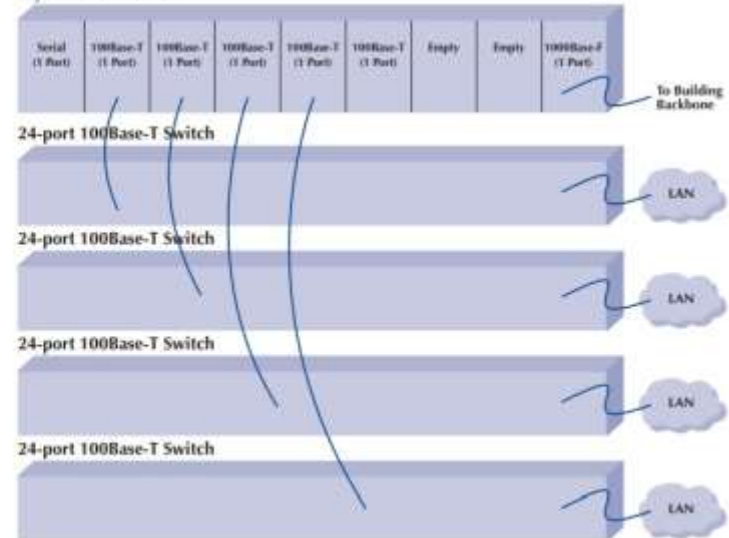 Serial
(1 Port)
100Base-T
(1 Port)
100Base-T
(1 Port)
100Base-T
(1 Port)
100Base-T
(1 Port)
100Base-T
(1 Port)
Empty
Empty
1000Base-F
(1 Port)
To Building
Backbone
24-port 100Base-T Switch
LAN
24-port 100Base-T Switch
LAN
24-port 100Base-T Switch
LAN
24-port 100Base-T Switch
LAN